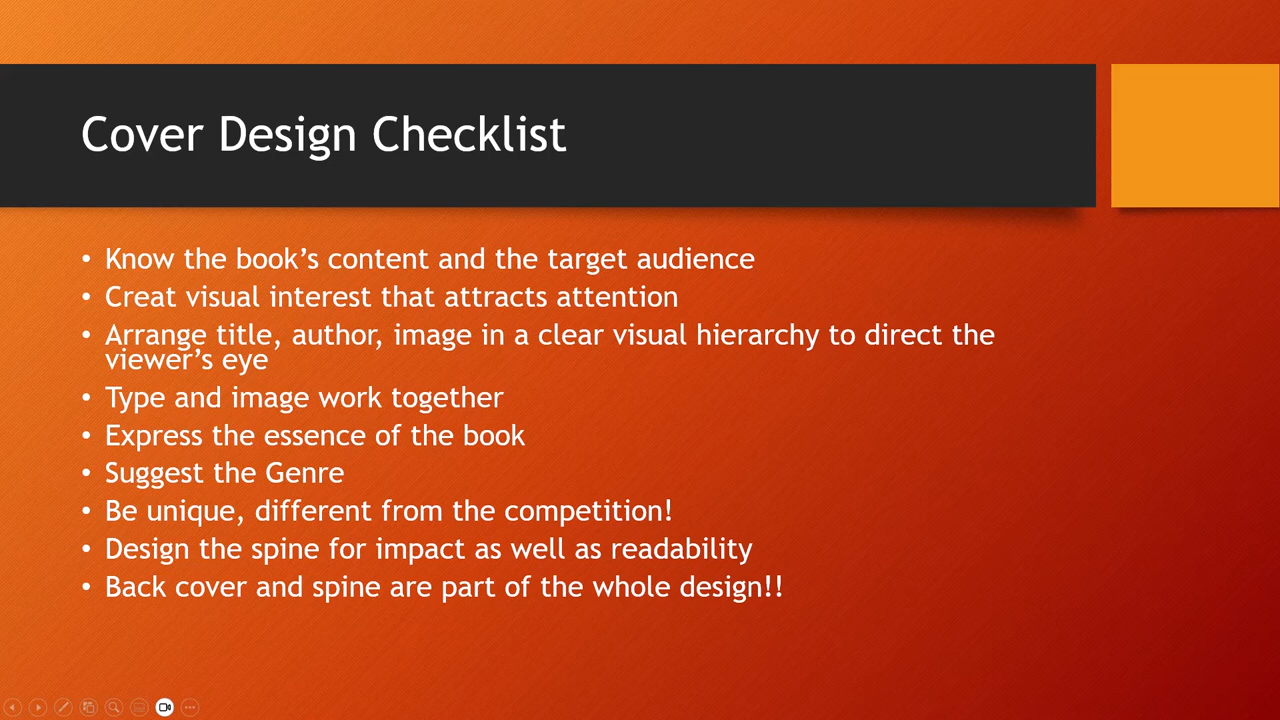 Cover Design Checklist
• Know the book’s content and the target audience
• Creat visual interest that attracts attention
• Arrange title, author, image in a clear visual hierarchy to direct the
viewer’s eye
• Type and image work together
• Express the essence of the book
• Suggest the Genre
• Be unique, different from the competition!
• Design the spine for impact as well as readability
• Back cover and spine are part of the whole design!!